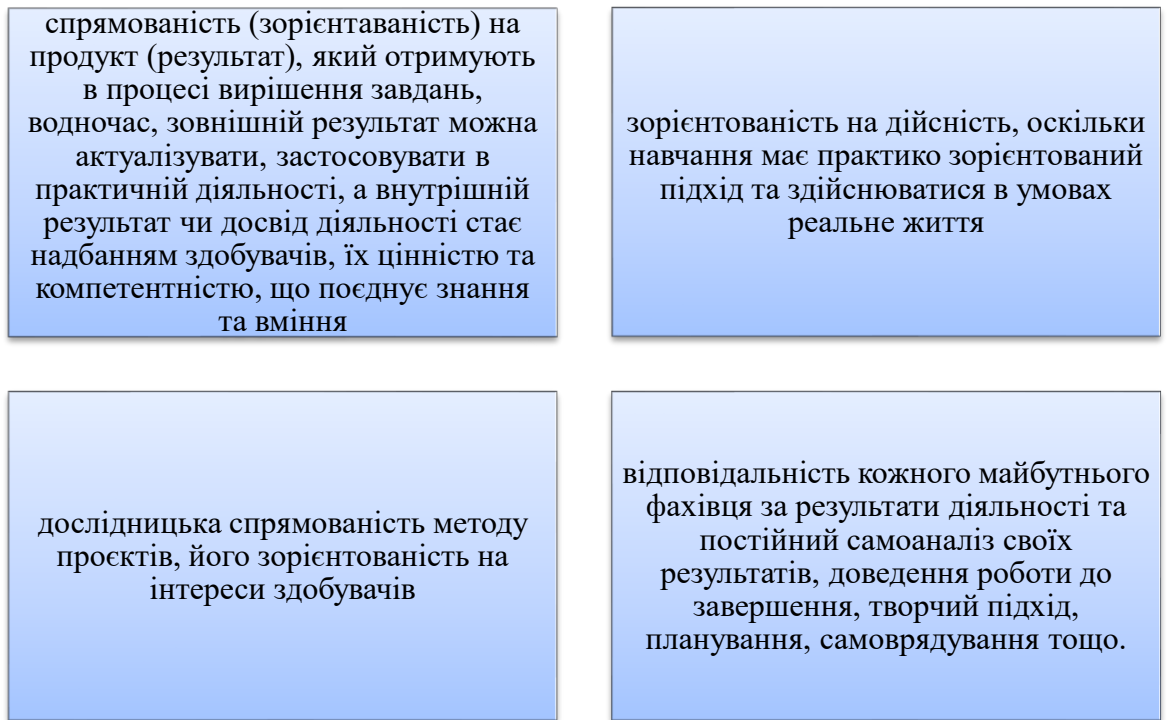 спрямованість (зорієнтаваність) на
продукт (результат), який отримують
в процесі вирішення завдань,
водночас, зовнішній результат можна
актуалізувати, застосовувати в
практичній діяльності, а внутрішній
результат чи досвід діяльності стає
надбанням здобувачів, їх цінністю та
компетентністю, що поєднує знання
та вміння
зорієнтованість на дійсність, оскільки
навчання має практико зорієнтований
підхід та здійснюватися в умовах
реальне життя
дослідницька спрямованість методу
проєктів, його зорієнтованість на
інтереси здобувачів
відповідальність кожного майбутнього
фахівця за результати діяльності та
постійний самоаналіз своїх
результатів, доведення роботи до
завершення, творчий підхід,
планування, самоврядування тощо.